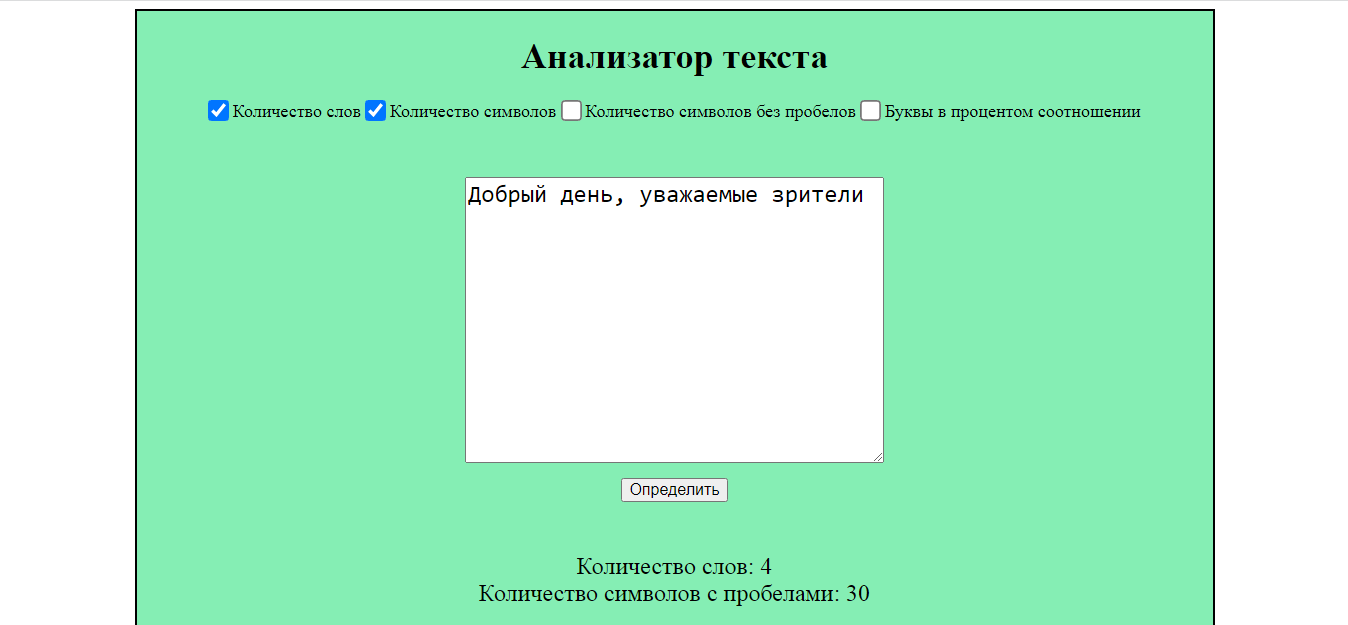 Анализатор текста
Количество слов Количество символов Количество символов без пробелов Буквы в процентом соотношении
Добрый день, уважаемые зрители
Определить
Количество слов: 4
Количество символов с пробелами: 30